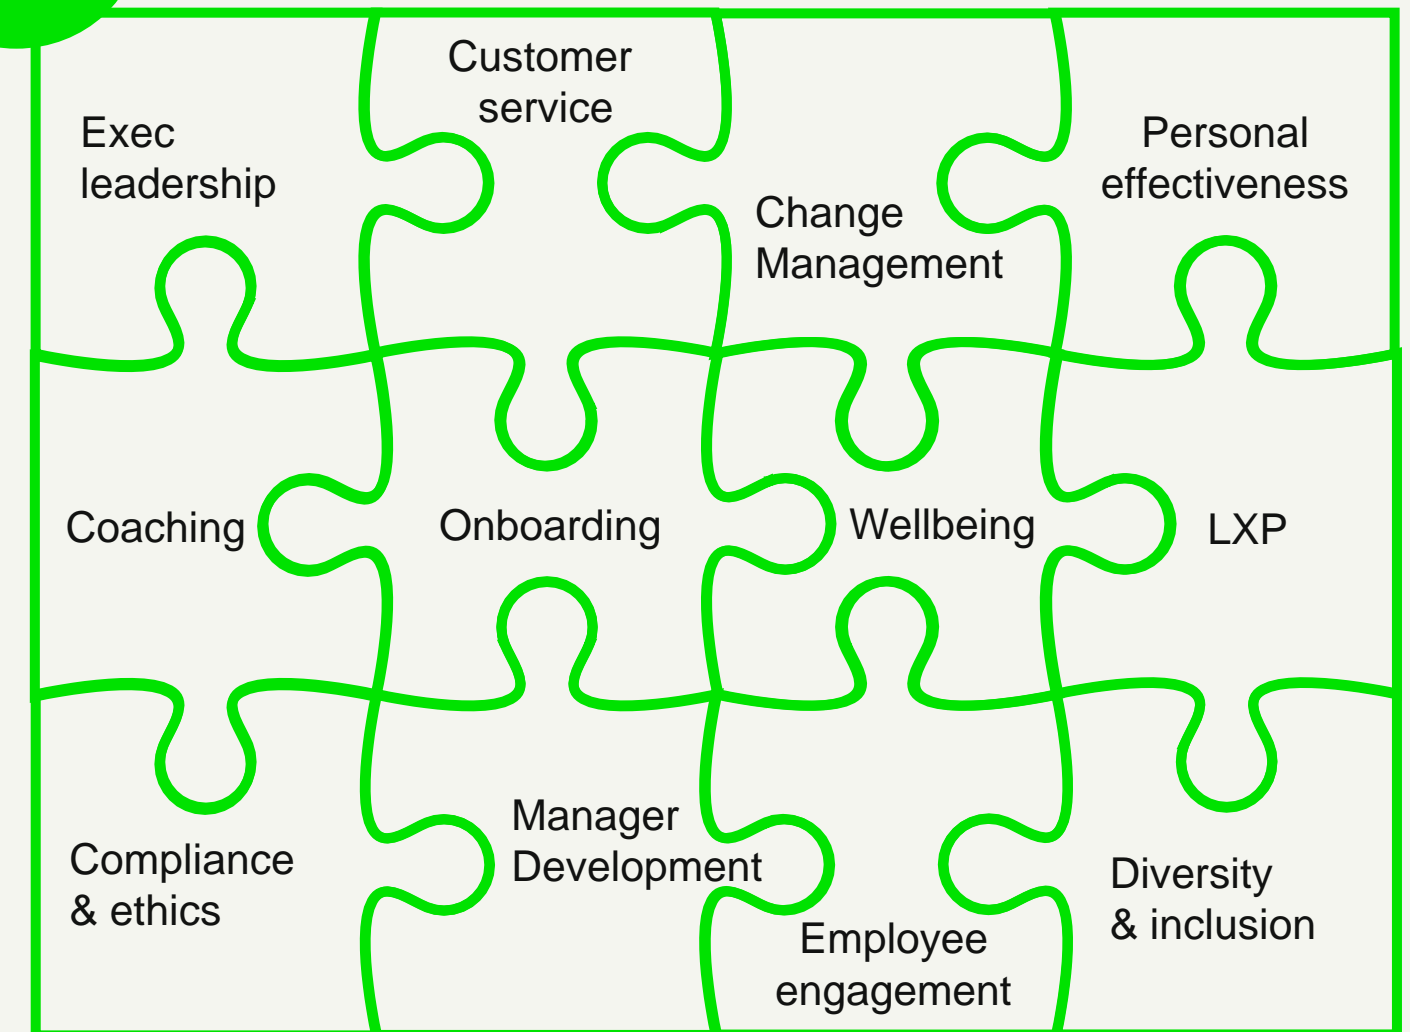 Exec
leadership
Customer
service
Change
Management
Personal
effectiveness
Coaching
Onboarding
Wellbeing
LXP
Compliance
& ethics
Manager
Development
Employee
engagement
Diversity
& inclusion